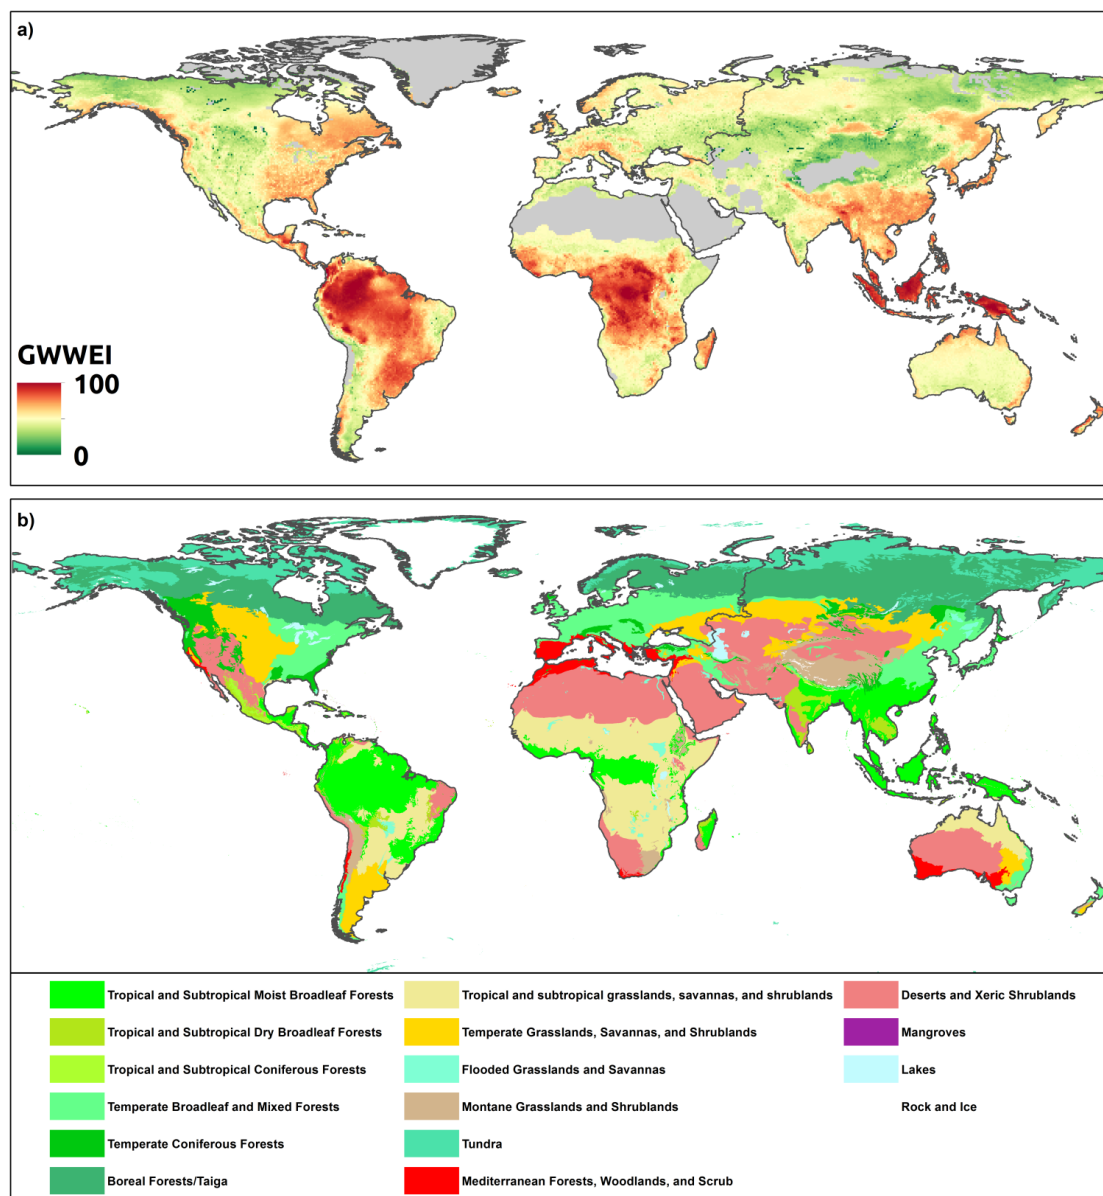 a)
GWWEI
100
0
b)
Tropical and Subtropical Moist Broadleaf Forests
Tropical and Subtropical Dry Broadleaf Forests
Tropical and Subtropical Coniferous Forests
Temperate Broadleaf and Mixed Forests
Temperate Coniferous Forests
Boreal Forests/Taiga
Tropical and subtropical grasslands, savannas, and shrublands
Temperate Grasslands, Savannas, and Shrublands
Flooded Grasslands and Savannas
Montane Grasslands and Shrublands
Tundra
Mediterranean Forests, Woodlands, and Scrub
Deserts and Xeric Shrublands
Mangroves
Lakes
Rock and Ice